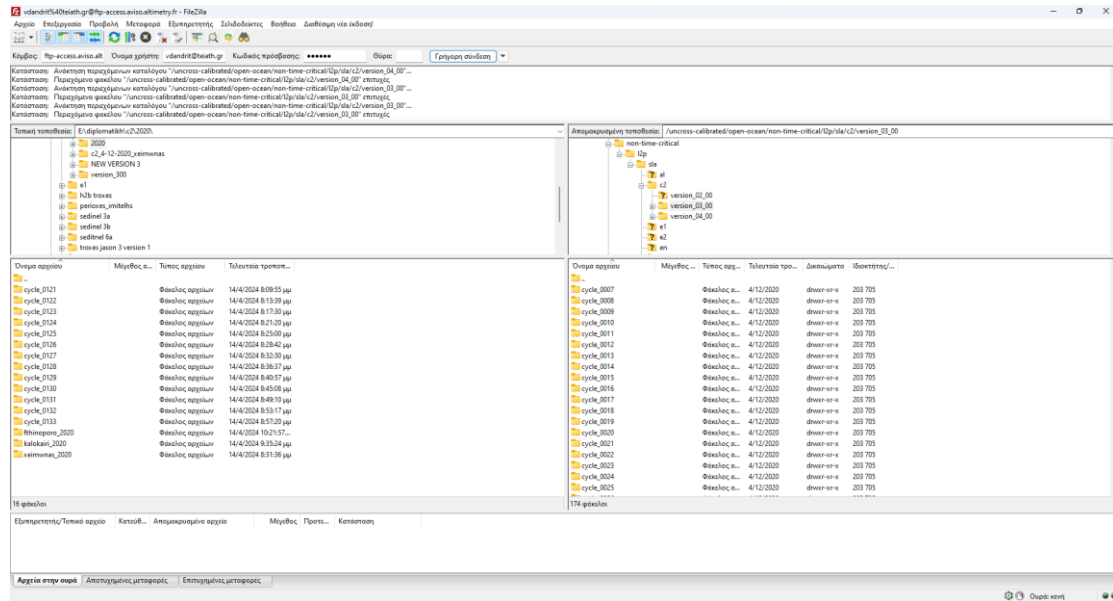 vdandrit%40teiath.gr@ftp-access.aviso.altimetry.fr - FileZilla
Αρχείο Επεξεργασία Προβολή Μεταφορά Εξυπηρετητής Σελιδοδείκτες Βοήθεια Διαθέσιμη νέα έκδοση!
Κόμβος: ftp-access.aviso.alt Όνομα χρήστη: vdandrit@teiath.gr Κωδικός πρόσβασης: ●●●●●● Θύρα: Γρήγορη σύνδεση
Κατάσταση: Ανάκτηση περιεχόμενων καταλόγου "/uncross-calibrated/open-ocean/non-time-critical/l2p/sla/c2/version_04_00"...
Κατάσταση: Περιεχόμενα φακέλου "/uncross-calibrated/open-ocean/non-time-critical/l2p/sla/c2/version_04_00" επιτυχές
Κατάσταση: Ανάκτηση περιεχόμενων καταλόγου "/uncross-calibrated/open-ocean/non-time-critical/l2p/sla/c2/version_03_00"...
Κατάσταση: Περιεχόμενα φακέλου "/uncross-calibrated/open-ocean/non-time-critical/l2p/sla/c2/version_03_00" επιτυχές
Κατάσταση: Ανάκτηση περιεχόμενων καταλόγου "/uncross-calibrated/open-ocean/non-time-critical/l2p/sla/c2/version_03_00"...
Κατάσταση: Περιεχόμενα φακέλου "/uncross-calibrated/open-ocean/non-time-critical/l2p/sla/c2/version_03_00" επιτυχές
Τοπική τοποθεσία: E:\diplomatikh\c2\2020\
2020
c2_4-12-2020_xeimwnas
NEW VERSION 3
version_300
e1
h2b troxes
perioxes_imitelhs
sedinel 3a
sedinel 3b
seditnel 6a
troxes jason 3 version 1
Απομακρυσμένη τοποθεσία: /uncross-calibrated/open-ocean/non-time-critical/l2p/sla/c2/version_03_00
non-time-critical
l2p
sla
al
c2
version_02_00
version_03_00
version_04_00
e1
e2
en
Όνομα αρχείου Μέγεθος α... Τύπος αρχείου Τελευταία τροποπ...
..
cycle_0121 Φάκελος αρχείων 14/4/2024 8:09:55 μμ
cycle_0122 Φάκελος αρχείων 14/4/2024 8:13:39 μμ
cycle_0123 Φάκελος αρχείων 14/4/2024 8:17:30 μμ
cycle_0124 Φάκελος αρχείων 14/4/2024 8:21:20 μμ
cycle_0125 Φάκελος αρχείων 14/4/2024 8:25:00 μμ
cycle_0126 Φάκελος αρχείων 14/4/2024 8:28:42 μμ
cycle_0127 Φάκελος αρχείων 14/4/2024 8:32:30 μμ
cycle_0128 Φάκελος αρχείων 14/4/2024 8:36:37 μμ
cycle_0129 Φάκελος αρχείων 14/4/2024 8:40:57 μμ
cycle_0130 Φάκελος αρχείων 14/4/2024 8:45:08 μμ
cycle_0131 Φάκελος αρχείων 14/4/2024 8:49:10 μμ
cycle_0132 Φάκελος αρχείων 14/4/2024 8:53:17 μμ
cycle_0133 Φάκελος αρχείων 14/4/2024 8:57:20 μμ
fthinoporo_2020 Φάκελος αρχείων 14/4/2024 10:21:57...
kalokairi_2020 Φάκελος αρχείων 14/4/2024 9:35:24 μμ
xeimwnas_2020 Φάκελος αρχείων 14/4/2024 8:31:36 μμ
16 φάκελοι
Όνομα αρχείου Μέγεθος ... Τύπος αρχ... Τελευταία τρο... Δικαιώματα Ιδιοκτήτης/...
..
cycle_0007 Φάκελος α... 4/12/2020 drwxr-xr-x 203 705
cycle_0008 Φάκελος α... 4/12/2020 drwxr-xr-x 203 705
cycle_0009 Φάκελος α... 4/12/2020 drwxr-xr-x 203 705
cycle_0010 Φάκελος α... 4/12/2020 drwxr-xr-x 203 705
cycle_0011 Φάκελος α... 4/12/2020 drwxr-xr-x 203 705
cycle_0012 Φάκελος α... 4/12/2020 drwxr-xr-x 203 705
cycle_0013 Φάκελος α... 4/12/2020 drwxr-xr-x 203 705
cycle_0014 Φάκελος α... 4/12/2020 drwxr-xr-x 203 705
cycle_0015 Φάκελος α... 4/12/2020 drwxr-xr-x 203 705
cycle_0016 Φάκελος α... 4/12/2020 drwxr-xr-x 203 705
cycle_0017 Φάκελος α... 4/12/2020 drwxr-xr-x 203 705
cycle_0018 Φάκελος α... 4/12/2020 drwxr-xr-x 203 705
cycle_0019 Φάκελος α... 4/12/2020 drwxr-xr-x 203 705
cycle_0020 Φάκελος α... 4/12/2020 drwxr-xr-x 203 705
cycle_0021 Φάκελος α... 4/12/2020 drwxr-xr-x 203 705
cycle_0022 Φάκελος α... 4/12/2020 drwxr-xr-x 203 705
cycle_0023 Φάκελος α... 4/12/2020 drwxr-xr-x 203 705
cycle_0024 Φάκελος α... 4/12/2020 drwxr-xr-x 203 705
cycle_0025 Φάκελος α... 4/12/2020 drwxr-xr-x 203 705
174 φάκελοι
Εξυπηρετητής/Τοπικό αρχείο Κατεύθ... Απομακρυσμένο αρχείο Μέγεθος Προτε... Κατάσταση
Αρχεία στην ουρά Αποτυχημένες μεταφορές Επιτυχημένες μεταφορές
Ουρά: κενή